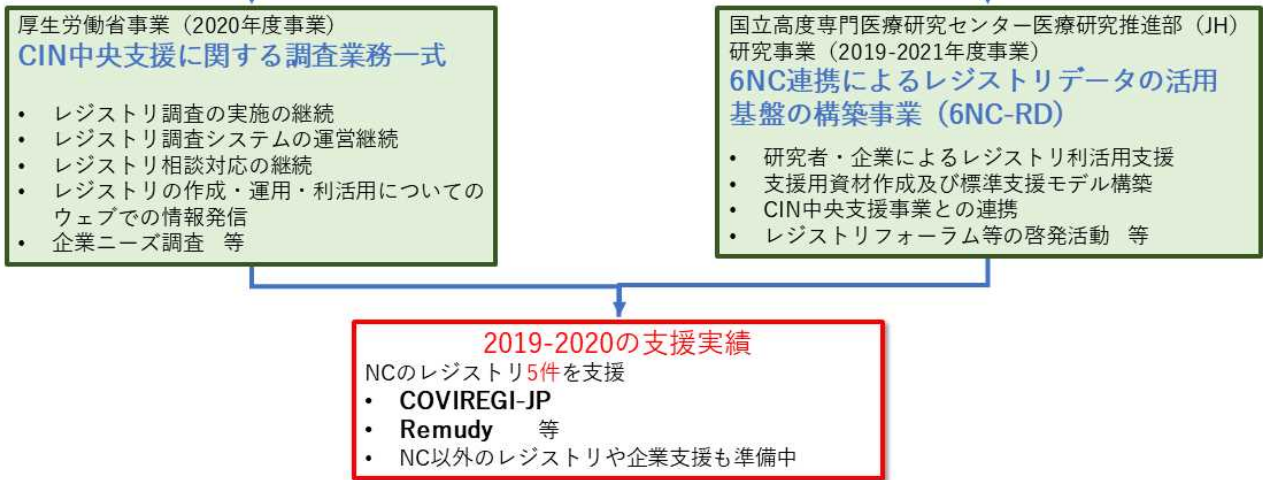 厚生労働省事業（2020年度事業）
CIN中央支援に関する調査業務一式
• レジストリ調査の実施の継続
• レジストリ調査システムの運営継続
• レジストリ相談対応の継続
• レジストリの作成・運用・利活用についての
ウェブでの情報発信
• 企業ニーズ調査　等
国立高度専門医療研究センター医療研究推進部（JH）
研究事業（2019-2021年度事業）
6NC連携によるレジストリデータの活用
基盤の構築事業（6NC-RD）
• 研究者・企業によるレジストリ利活用支援
• 支援用資材作成及び標準支援モデル構築
• CIN中央支援事業との連携
• レジストリフォーラム等の啓発活動　等
2019-2020の支援実績
NCのレジストリ5件を支援
• COVIREGI-JP
• Remudy　等
• NC以外のレジストリや企業支援も準備中